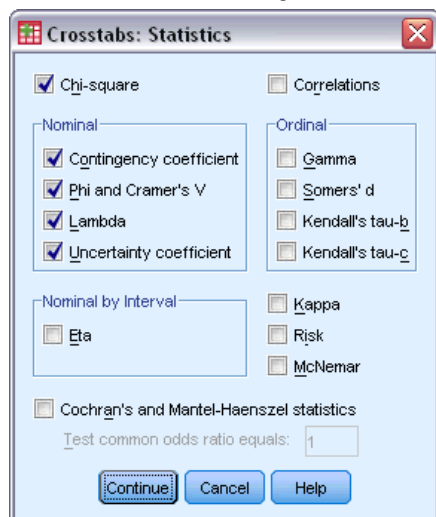 Crosstabs: Statistics
Chi-square
Correlations
Nominal
Contingency coefficient
Phi and Cramer's V
Lambda
Uncertainty coefficient
Ordinal
Gamma
Somers' d
Kendall's tau-b
Kendall's tau-c
Nominal by Interval
Eta
Kappa
Risk
McNemar
Cochran's and Mantel-Haenszel statistics
Test common odds ratio equals: 1
Continue Cancel Help